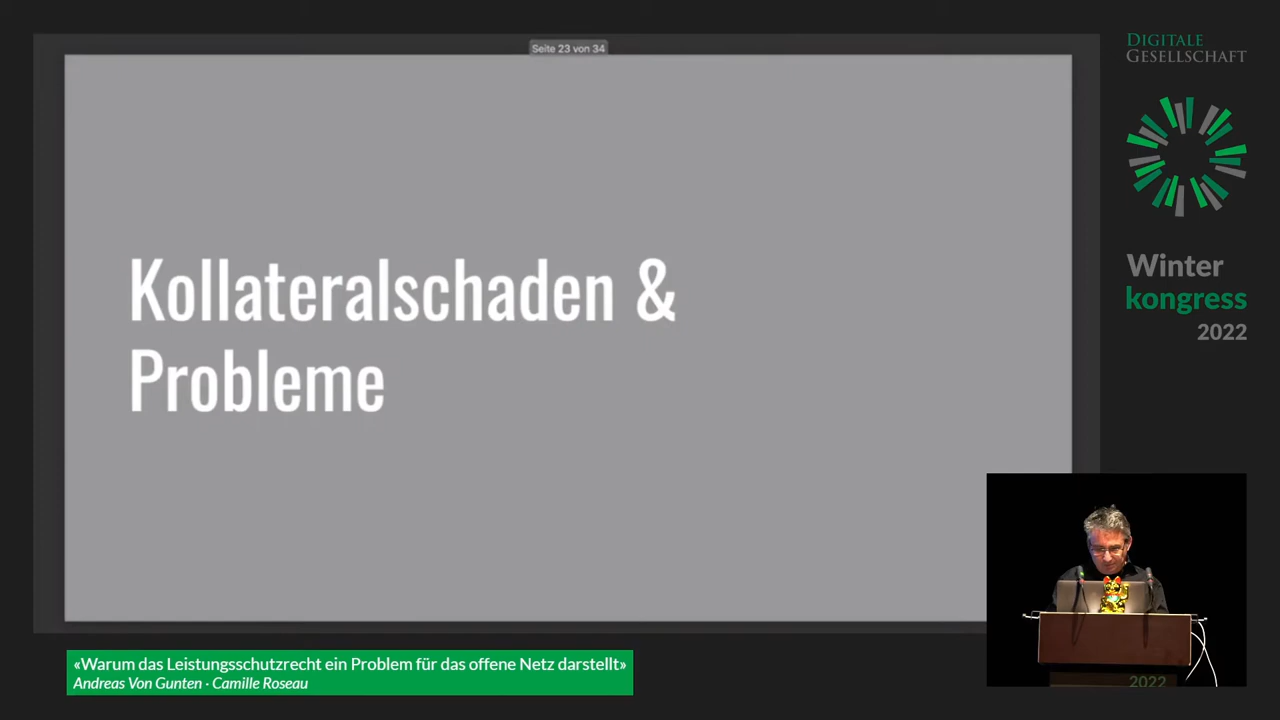 Seite 23 von 34
DIGITALE
GESELLSCHAFT
Kollateralschaden &
Probleme
Winter
kongress
2022
«Warum das Leistungsschutzrecht ein Problem für das offene Netz darstellt»
Andreas Von Gunten · Camille Roseau
2022